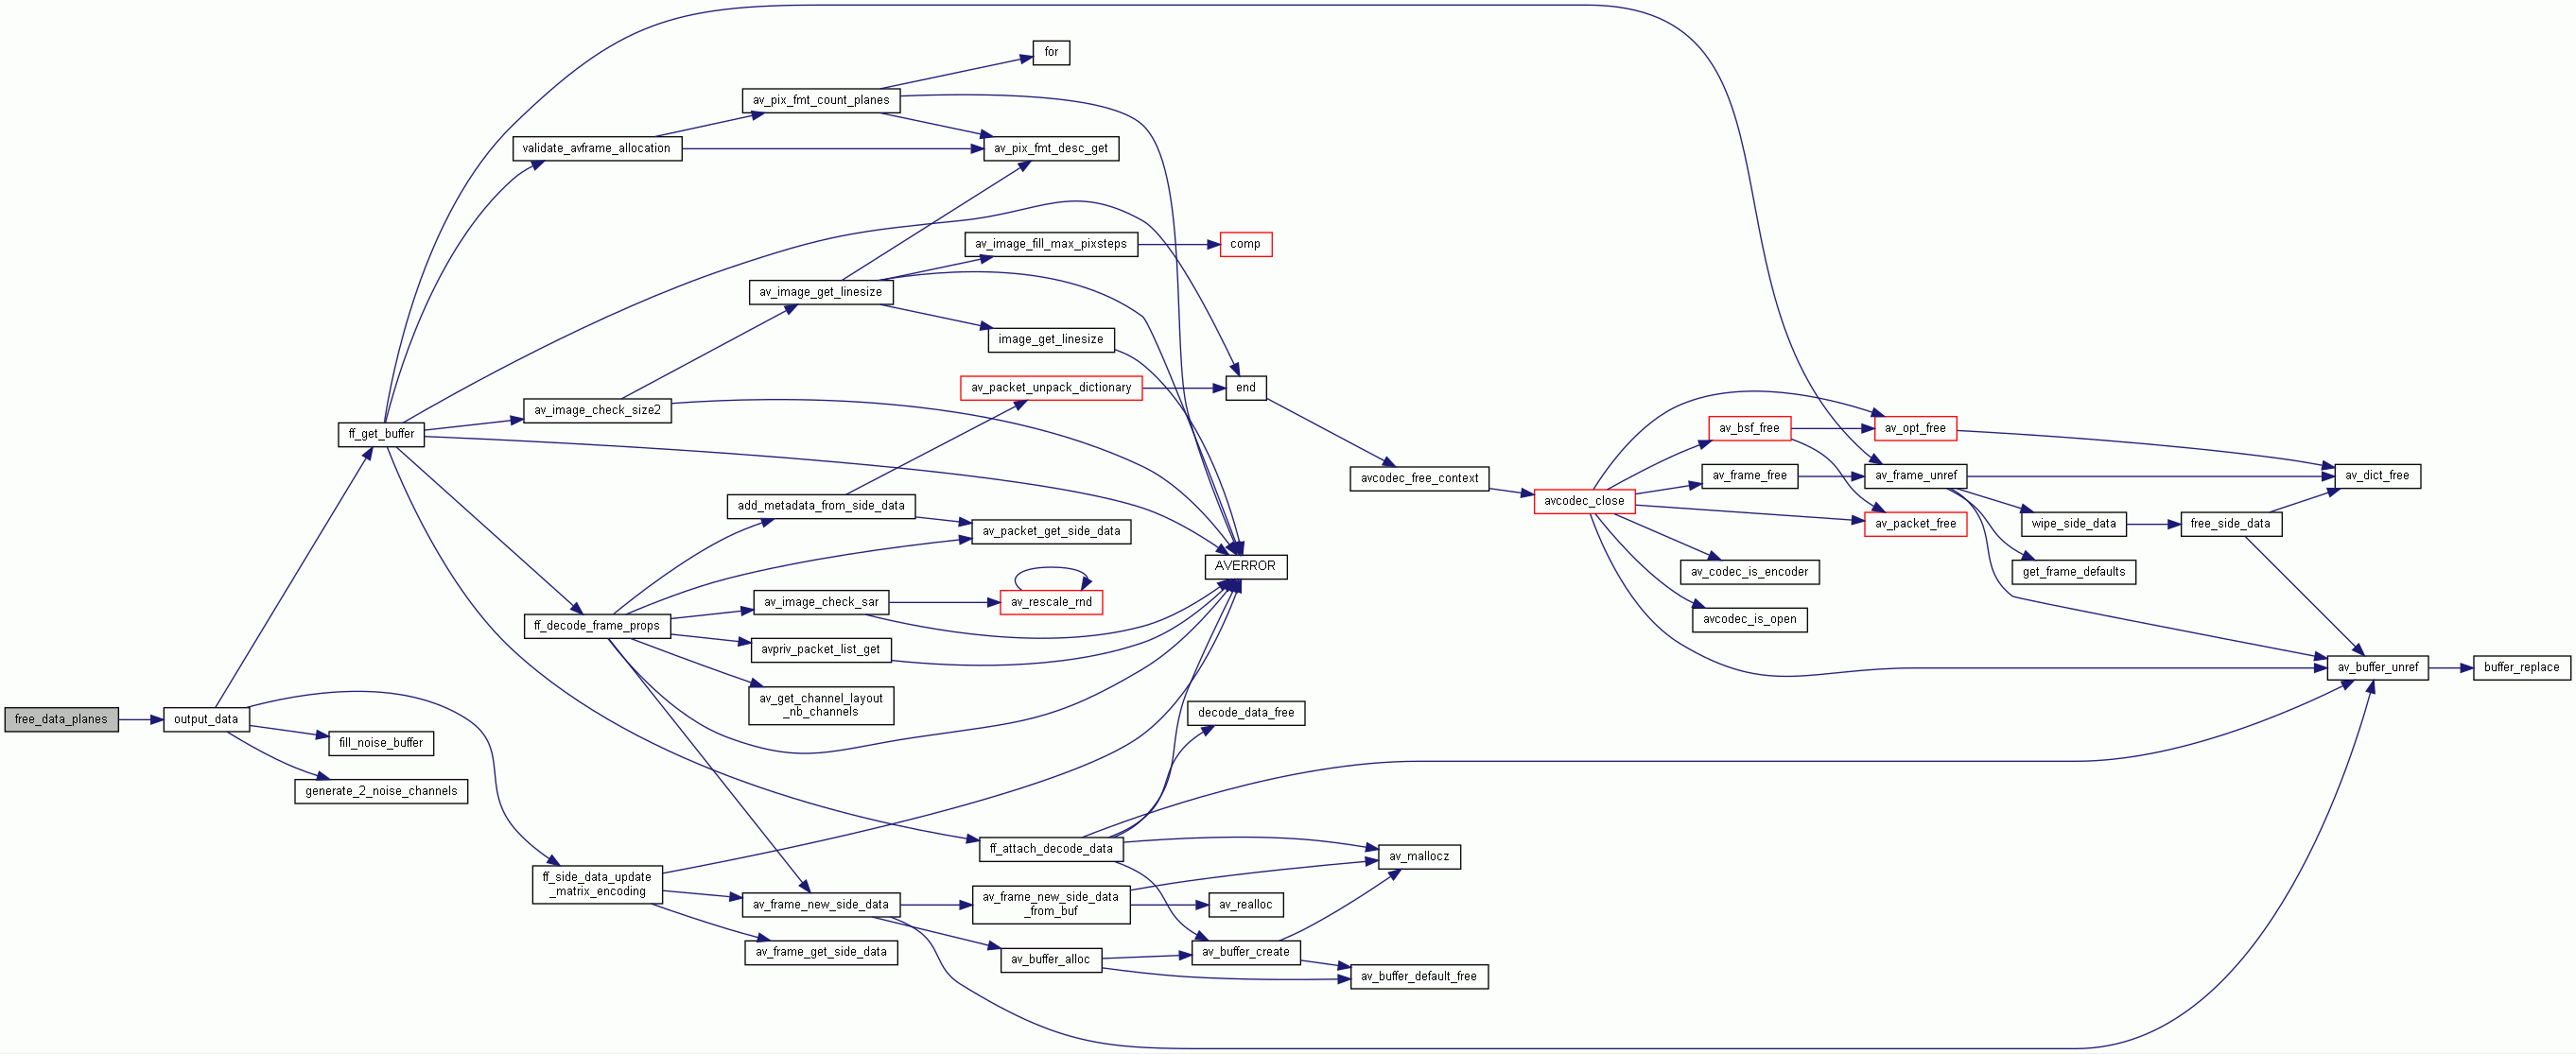 for
av_pix_fmt_count_planes
validate_avframe_allocation
av_pix_fmt_desc_get
av_image_fill_max_pixsteps
comp
av_image_get_linesize
image_get_linesize
av_packet_unpack_dictionary
end
av_image_check_size2
ff_get_buffer
av_bsf_free
av_opt_free
avcodec_free_context
av_frame_free
av_frame_unref
av_dict_free
avcodec_close
add_metadata_from_side_data
av_packet_get_side_data
av_packet_free
wipe_side_data
free_side_data
AVERROR
av_codec_is_encoder
get_frame_defaults
av_image_check_sar
av_rescale_rnd
ff_decode_frame_props
avcodec_is_open
avpriv_packet_list_get
av_buffer_unref
buffer_replace
av_get_channel_layout
_nb_channels
free_data_planes
output_data
decode_data_free
fill_noise_buffer
generate_2_noise_channels
ff_attach_decode_data
av_mallocz
ff_side_data_update
_matrix_encoding
av_frame_new_side_data
av_frame_new_side_data
_from_buf
av_realloc
av_frame_get_side_data
av_buffer_alloc
av_buffer_create
av_buffer_default_free